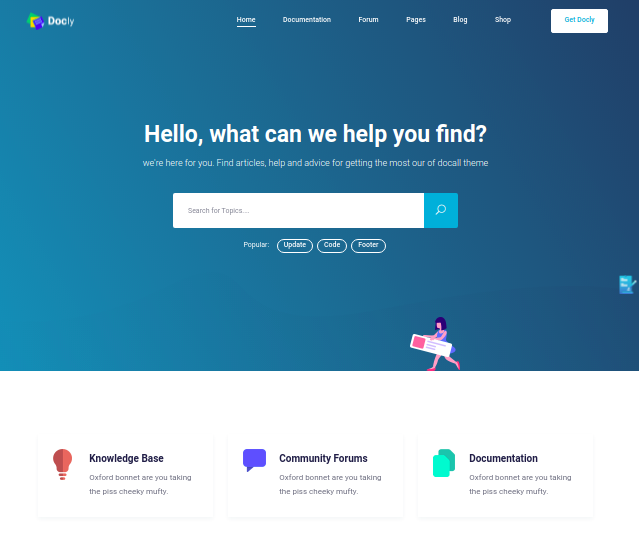 Docly
Home Documentation Forum Pages Blog Shop Get Docly
Hello, what can we help you find?
we're here for you. Find articles, help and advice for getting the most our of docall theme
Search for Topics....
Popular: Update Code Footer
Knowledge Base
Oxford bonnet are you taking
the piss cheeky mufty.
Community Forums
Oxford bonnet are you taking
the piss cheeky mufty.
Documentation
Oxford bonnet are you taking
the piss cheeky mufty.